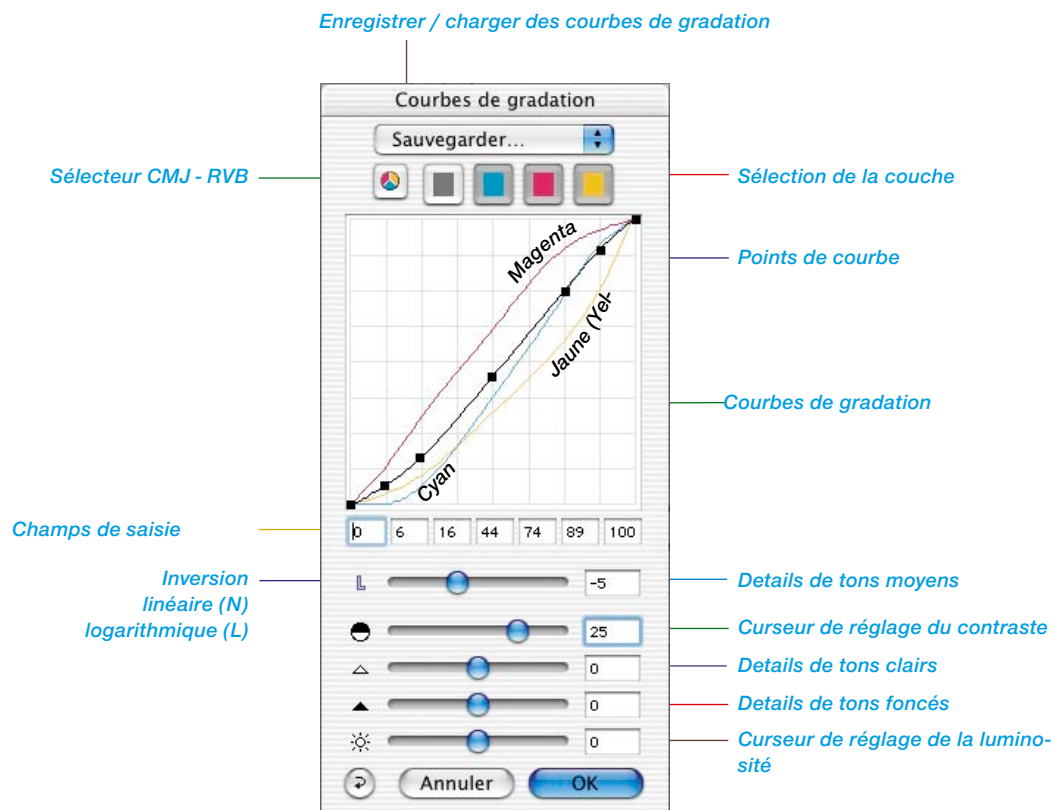 Enregistrer / charger des courbes de gradation
Courbes de gradation
Sauvegarder...
Sélecteur CMJ - RVB
Sélection de la couche
Magenta
Points de courbe
Jaune (Yel-
Courbes de gradation
Cyan
Champs de saisie
0 6 16 44 74 89 100
Inversion
linéaire (N)
logarithmique (L)
L
-5
Details de tons moyens
25
Curseur de réglage du contraste
0
Details de tons clairs
0
Details de tons foncés
0
Curseur de réglage de la lumino-
sité
Annuler
OK